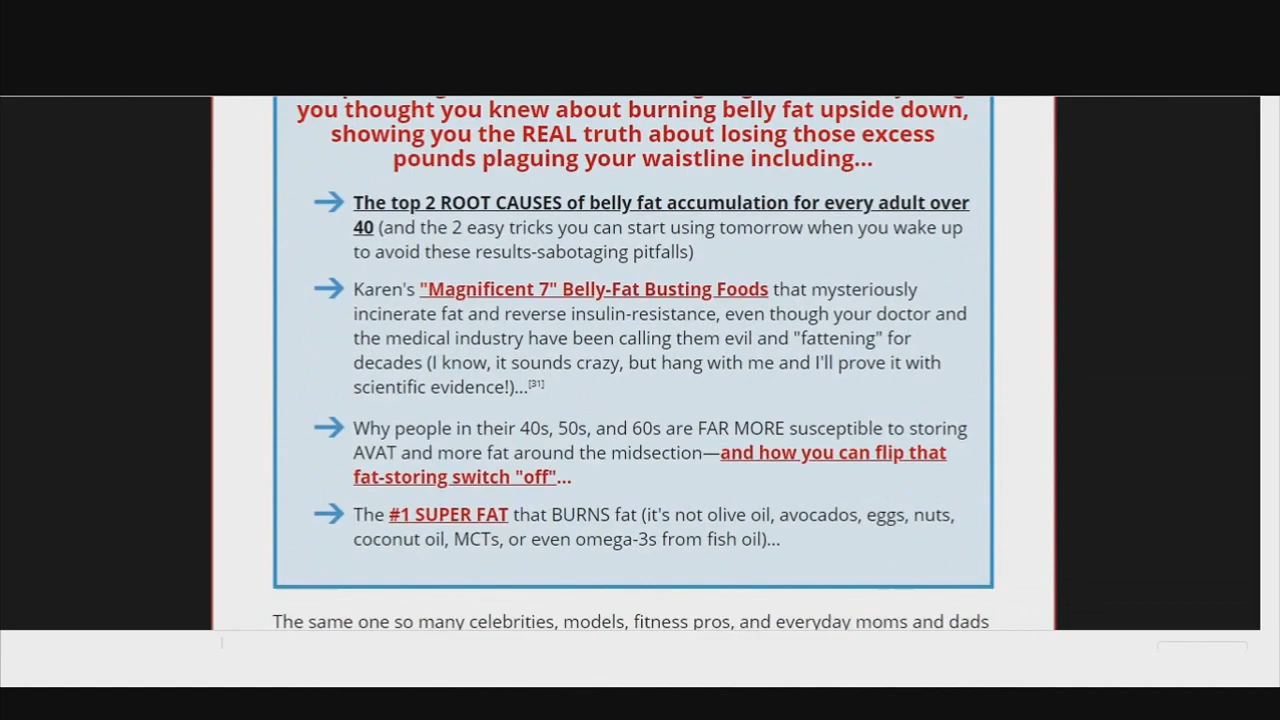 you thought you knew about burning belly fat upside down,
showing you the REAL truth about losing those excess
pounds plaguing your waistline including...
The top 2 ROOT CAUSES of belly fat accumulation for every adult over
40 (and the 2 easy tricks you can start using tomorrow when you wake up
to avoid these results-sabotaging pitfalls)
Karen's "Magnificent 7" Belly-Fat Busting Foods that mysteriously
incinerate fat and reverse insulin-resistance, even though your doctor and
the medical industry have been calling them evil and "fattening" for
decades (I know, it sounds crazy, but hang with me and I'll prove it with
scientific evidence!)...[31]
Why people in their 40s, 50s, and 60s are FAR MORE susceptible to storing
AVAT and more fat around the midsection—and how you can flip that
fat-storing switch "off"...
The #1 SUPER FAT that BURNS fat (it's not olive oil, avocados, eggs, nuts,
coconut oil, MCTs, or even omega-3s from fish oil)...
The same one so many celebrities, models, fitness pros, and everyday moms and dads